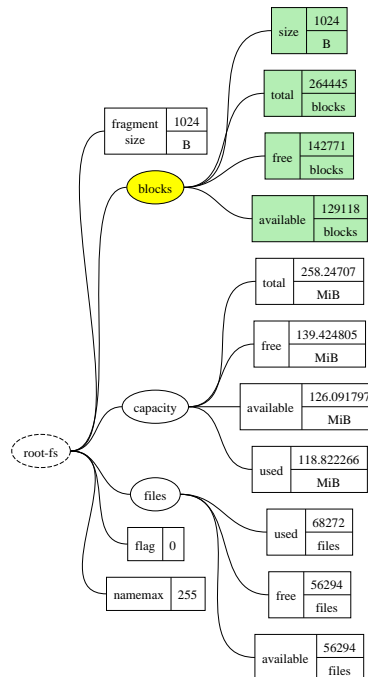 size
1024
B
total
264445
blocks
fragment
size
1024
B
free
142771
blocks
blocks
available
129118
blocks
total
258.24707
MiB
free
139.424805
MiB
capacity
available
126.091797
MiB
root-fs
used
118.822266
MiB
files
used
68272
files
flag
0
free
56294
files
namemax
255
available
56294
files